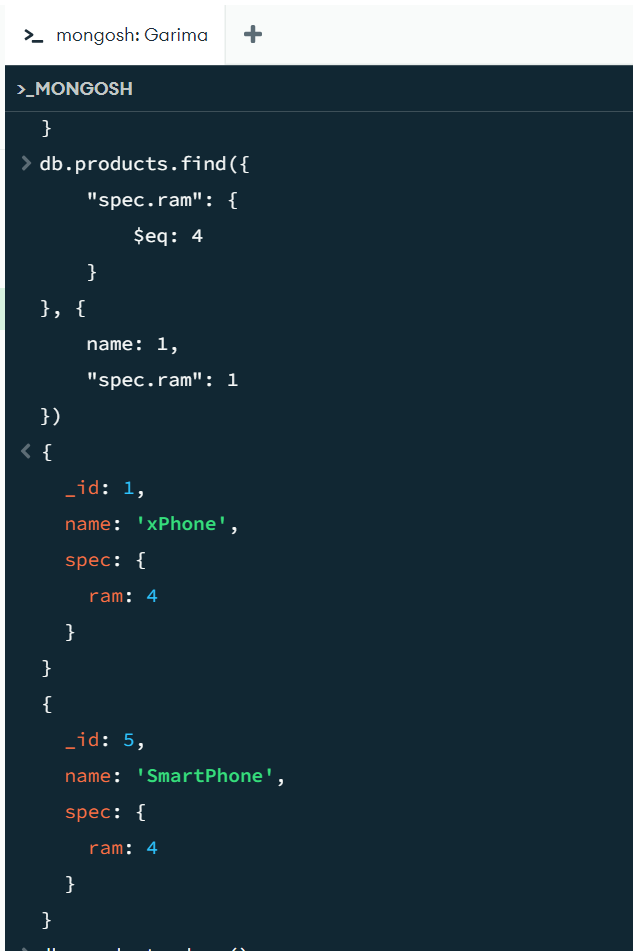 >_ mongosh: Garima +
>_MONGOSH
}
> db.products.find({
"spec.ram": {
$eq: 4
}
}, {
name: 1,
"spec.ram": 1
})
< {
_id: 1,
name: 'xPhone',
spec: {
ram: 4
}
}
{
_id: 5,
name: 'SmartPhone',
spec: {
ram: 4
}
}